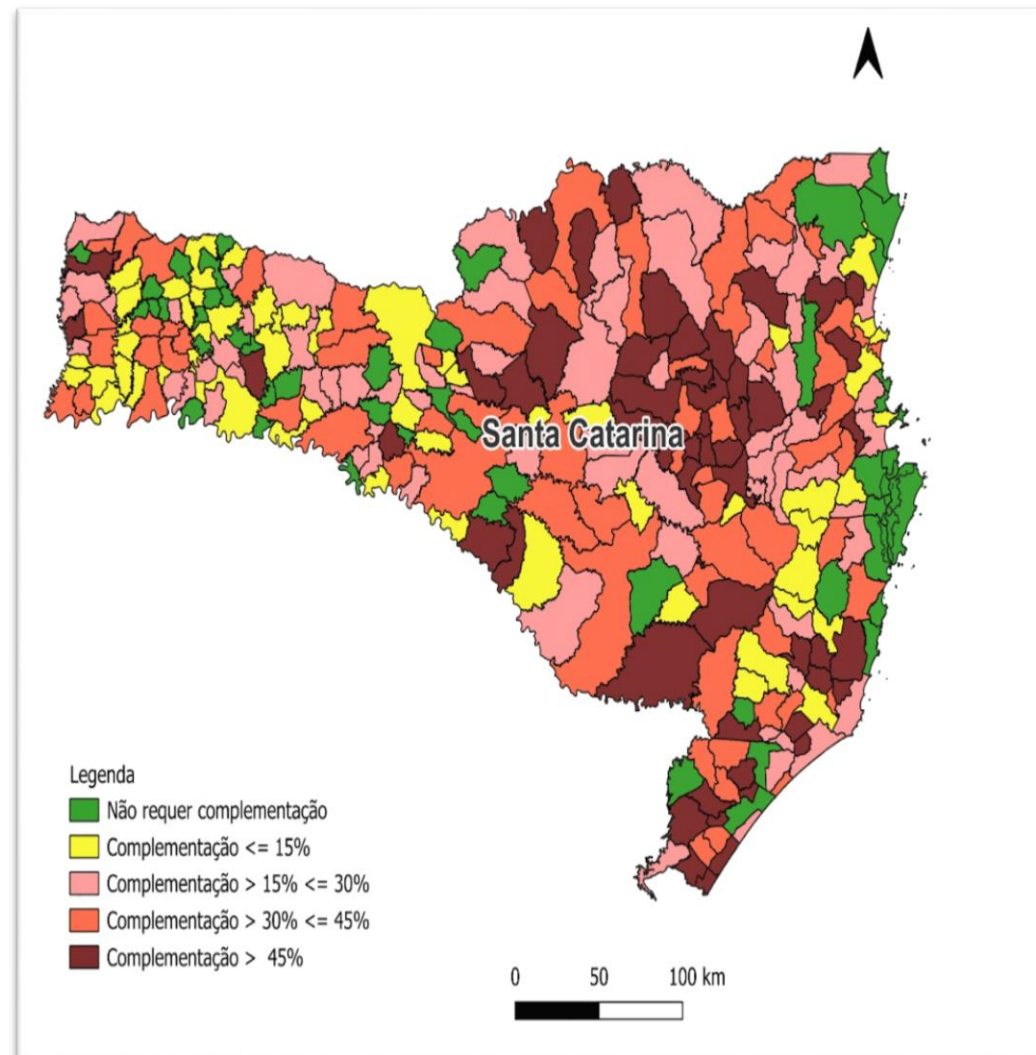 Santa Catarina
Legenda
Não requer complementação
Complementação <= 15%
Complementação > 15% <= 30%
Complementação > 30% <= 45%
Complementação > 45%
0 50 100 km